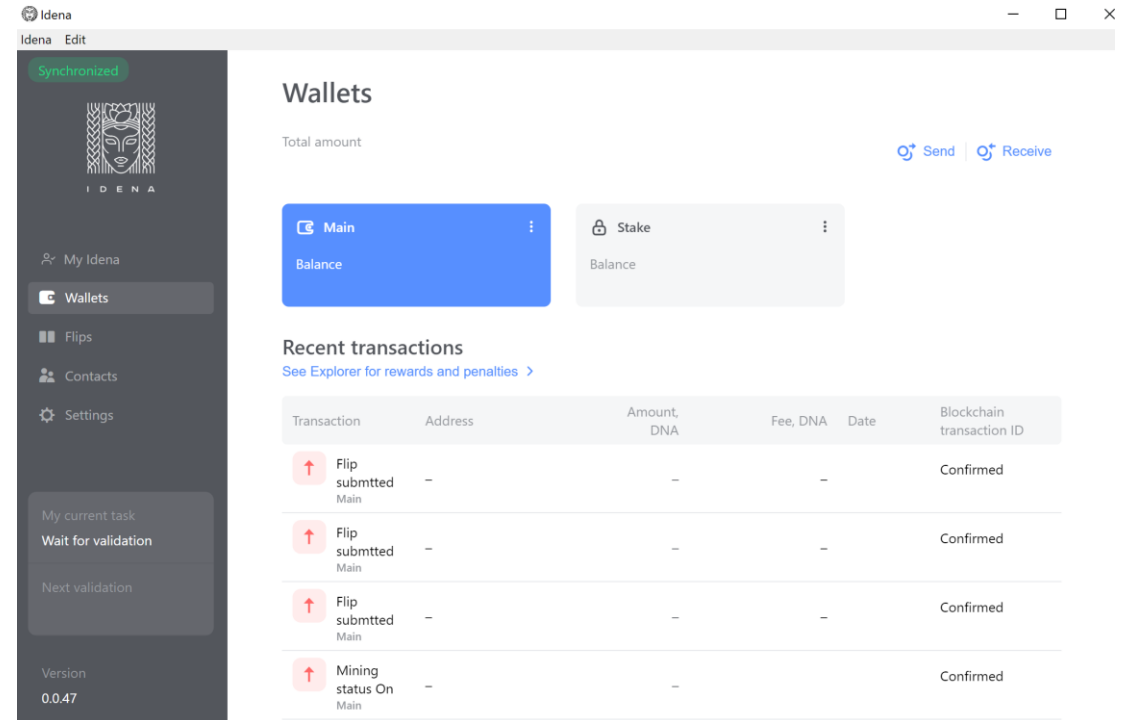 Idena
Idena Edit
Synchronized
IDENA
My Idena
Wallets
Flips
Contacts
Settings
My current task
Wait for validation
Next validation
Version
0.0.47
Wallets
Total amount
Send Receive
Main
Balance
Stake
Balance
Recent transactions
See Explorer for rewards and penalties >
Transaction Address Amount, DNA Fee, DNA Date Blockchain transaction ID
Flip
submtted – – – Confirmed
Main
Flip
submtted – – – Confirmed
Main
Flip
submtted – – – Confirmed
Main
Mining
status On – – Confirmed
Main